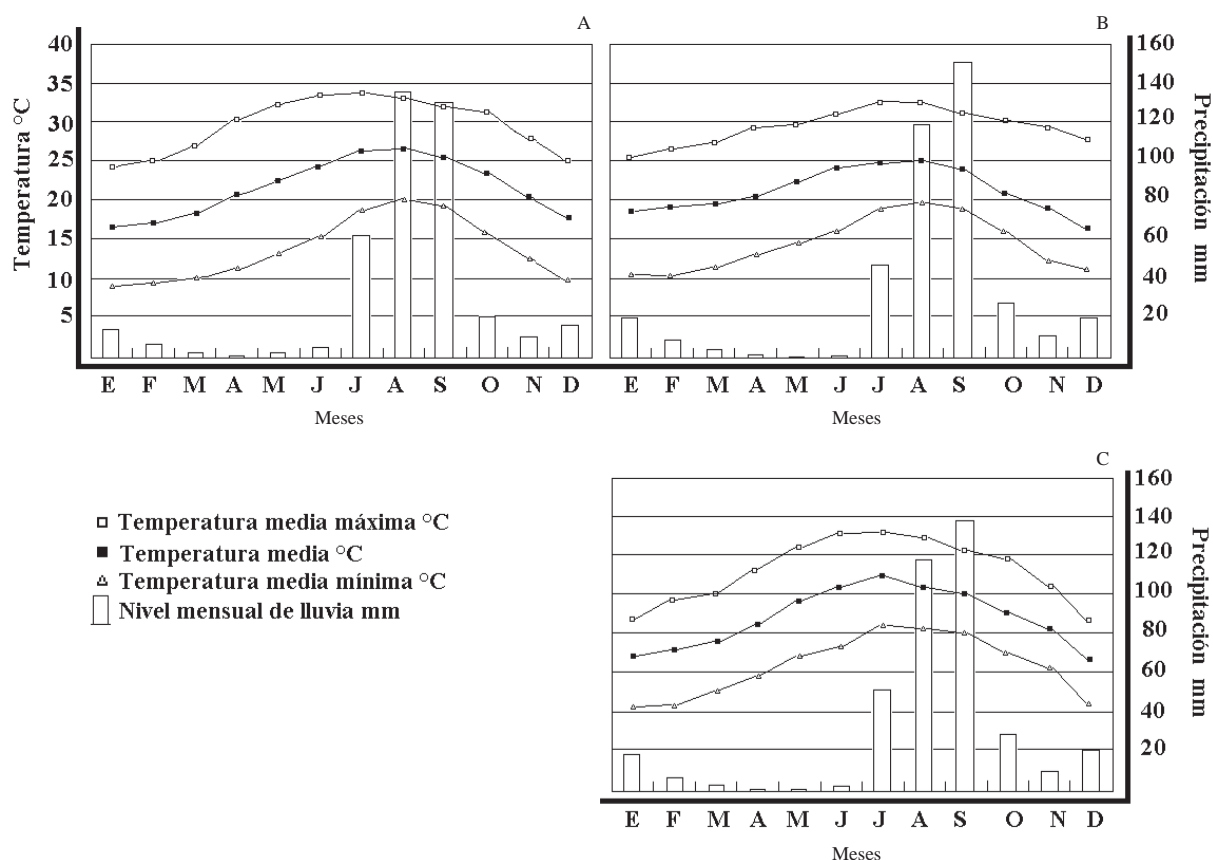 A
B
Temperatura °C
40
35
30
25
20
15
10
5
160
140
120
100
80
60
40
20
Precipitación mm
E F M A M J J A S O N D
E F M A M J J A S O N D
Meses
Meses
C
160
140
120
100
80
60
40
20
Precipitación mm
Temperatura media máxima °C
Temperatura media °C
Temperatura media mínima °C
Nivel mensual de lluvia mm
E F M A M J J A S O N D
Meses